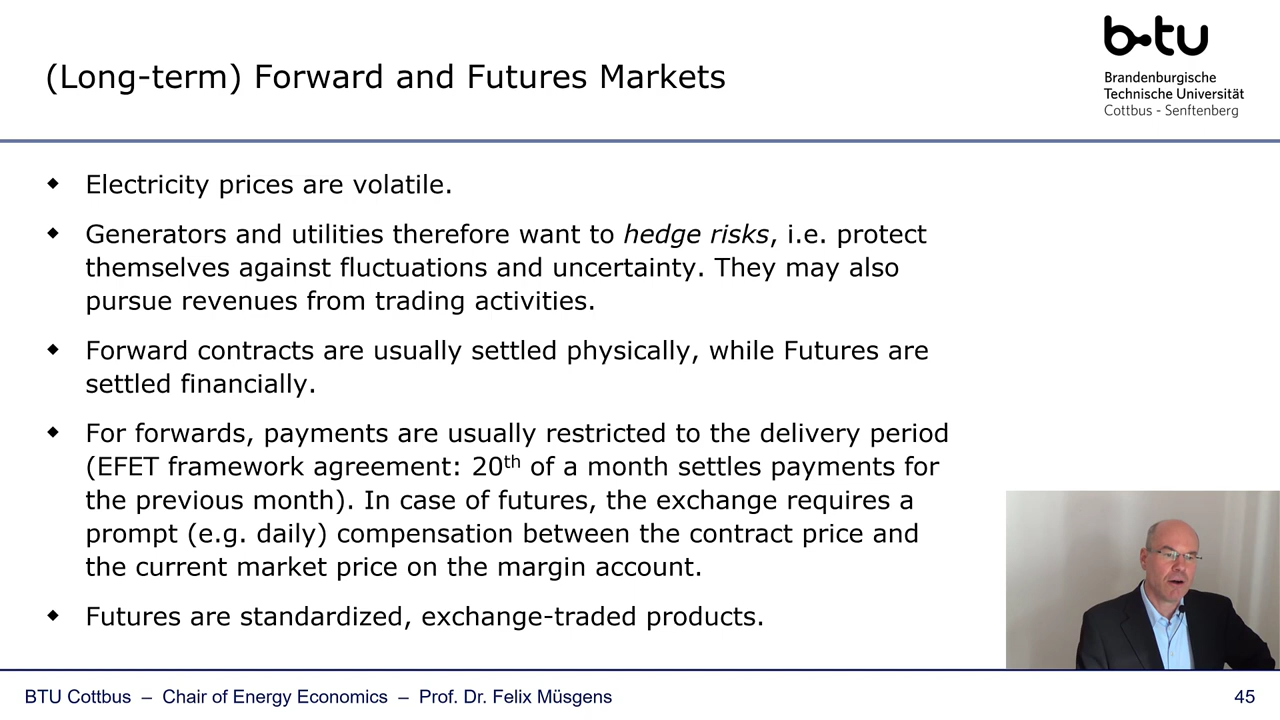 b-tu
Brandenburgische
Technische Universität
Cottbus - Senftenberg
(Long-term) Forward and Futures Markets
Electricity prices are volatile.
Generators and utilities therefore want to hedge risks, i.e. protect
themselves against fluctuations and uncertainty. They may also
pursue revenues from trading activities.
Forward contracts are usually settled physically, while Futures are
settled financially.
For forwards, payments are usually restricted to the delivery period
(EFET framework agreement: 20th of a month settles payments for
the previous month). In case of futures, the exchange requires a
prompt (e.g. daily) compensation between the contract price and
the current market price on the margin account.
Futures are standardized, exchange-traded products.
BTU Cottbus – Chair of Energy Economics – Prof. Dr. Felix Müsgens
45